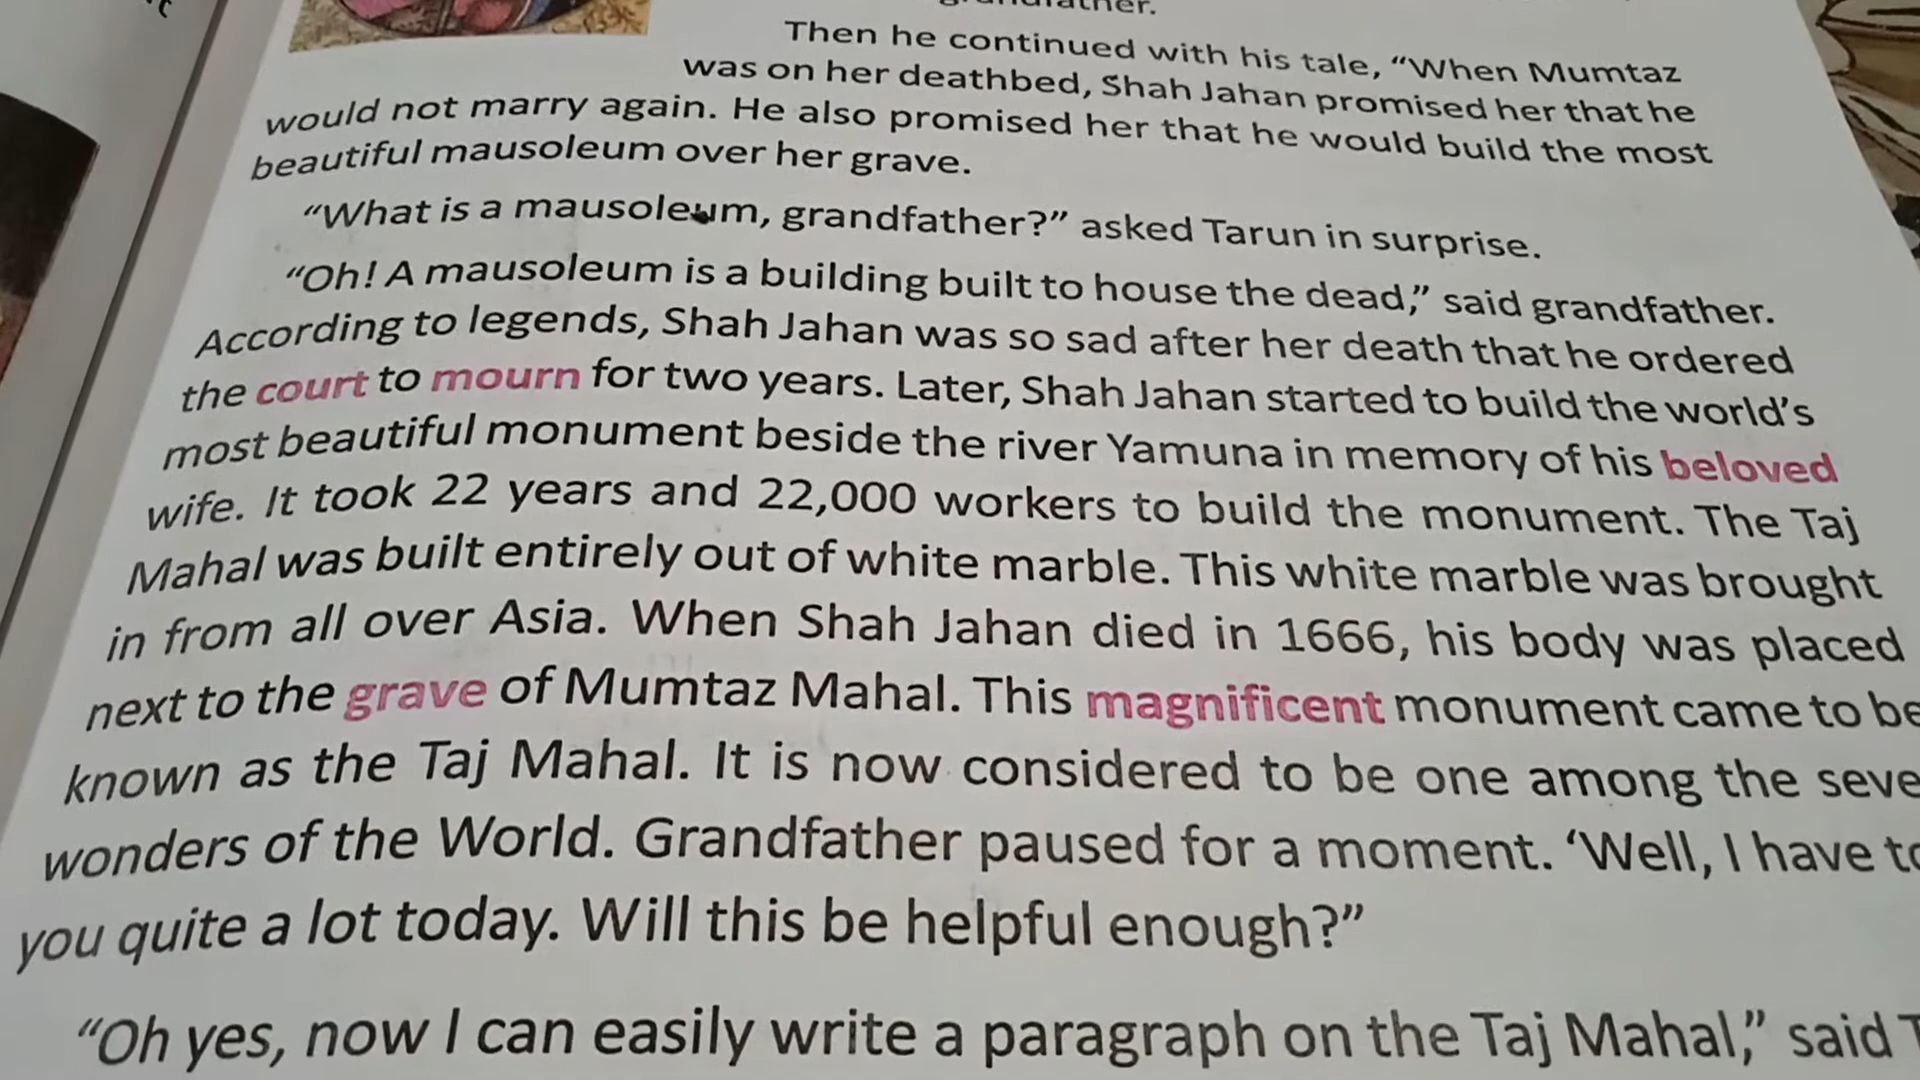 grandfather.
Then he continued with his tale, “When Mumtaz
was on her deathbed, Shah Jahan promised her that he
would not marry again. He also promised her that he would build the most
beautiful mausoleum over her grave.
“What is a mausoleum, grandfather?” asked Tarun in surprise.
“Oh! A mausoleum is a building built to house the dead,” said grandfather.
According to legends, Shah Jahan was so sad after her death that he ordered
the court to mourn for two years. Later, Shah Jahan started to build the world’s
most beautiful monument beside the river Yamuna in memory of his beloved
wife. It took 22 years and 22,000 workers to build the monument. The Taj
Mahal was built entirely out of white marble. This white marble was brought
in from all over Asia. When Shah Jahan died in 1666, his body was placed
next to the grave of Mumtaz Mahal. This magnificent monument came to be
known as the Taj Mahal. It is now considered to be one among the seve
wonders of the World. Grandfather paused for a moment. ‘Well, I have to
you quite a lot today. Will this be helpful enough?”
“Oh yes, now I can easily write a paragraph on the Taj Mahal,” said